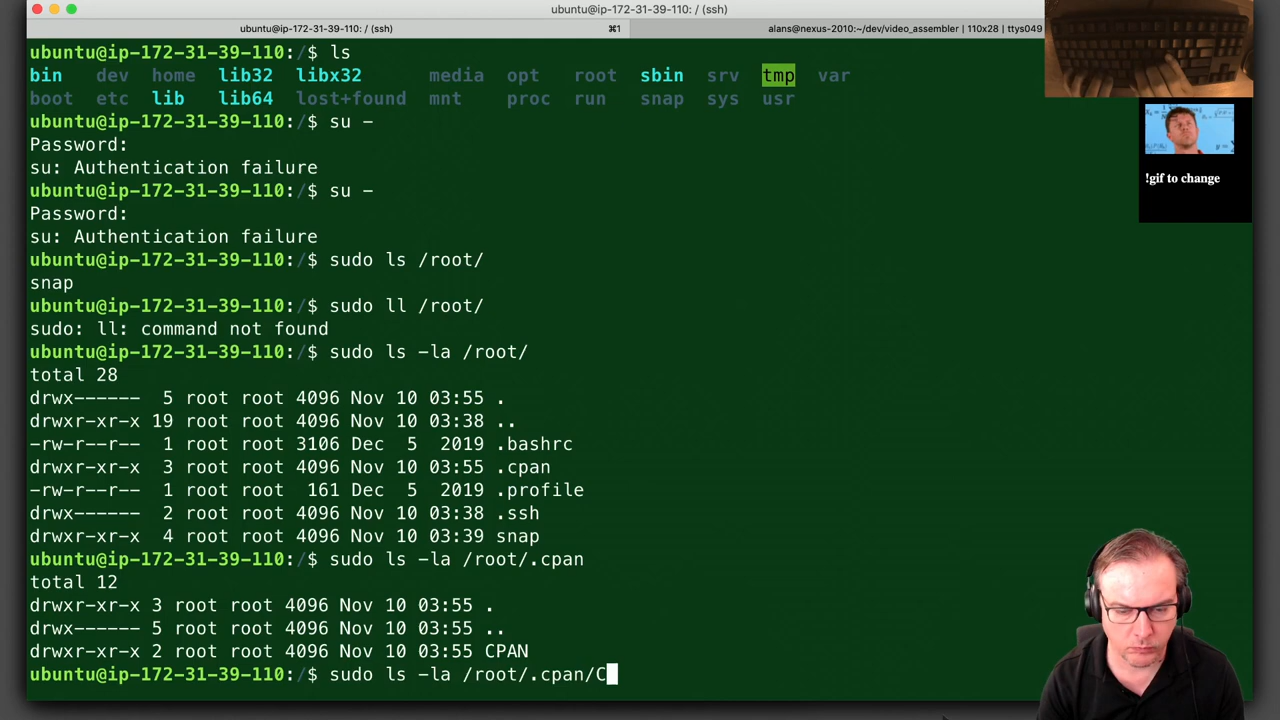 ubuntu@ip-172-31-39-110: / (ssh)
ubuntu@ip-172-31-39-110: / (ssh) ⌘1 alans@nexus-2010:~/dev/video_assembler | 110x28 | ttys049
ubuntu@ip-172-31-39-110:/$ ls
bin dev home lib32 libx32 media opt root sbin srv tmp var
boot etc lib lib64 lost+found mnt proc run snap sys usr
ubuntu@ip-172-31-39-110:/$ su -
Password:
su: Authentication failure
ubuntu@ip-172-31-39-110:/$ su -
Password:
su: Authentication failure
ubuntu@ip-172-31-39-110:/$ sudo ls /root/
snap
ubuntu@ip-172-31-39-110:/$ sudo ll /root/
sudo: ll: command not found
ubuntu@ip-172-31-39-110:/$ sudo ls -la /root/
total 28
drwx------ 5 root root 4096 Nov 10 03:55 .
drwxr-xr-x 19 root root 4096 Nov 10 03:38 ..
-rw-r--r-- 1 root root 3106 Dec 5 2019 .bashrc
drwxr-xr-x 3 root root 4096 Nov 10 03:55 .cpan
-rw-r--r-- 1 root root 161 Dec 5 2019 .profile
drwx------ 2 root root 4096 Nov 10 03:38 .ssh
drwxr-xr-x 4 root root 4096 Nov 10 03:39 snap
ubuntu@ip-172-31-39-110:/$ sudo ls -la /root/.cpan
total 12
drwxr-xr-x 3 root root 4096 Nov 10 03:55 .
drwx------ 5 root root 4096 Nov 10 03:55 ..
drwxr-xr-x 2 root root 4096 Nov 10 03:55 CPAN
ubuntu@ip-172-31-39-110:/$ sudo ls -la /root/.cpan/C
!gif to change